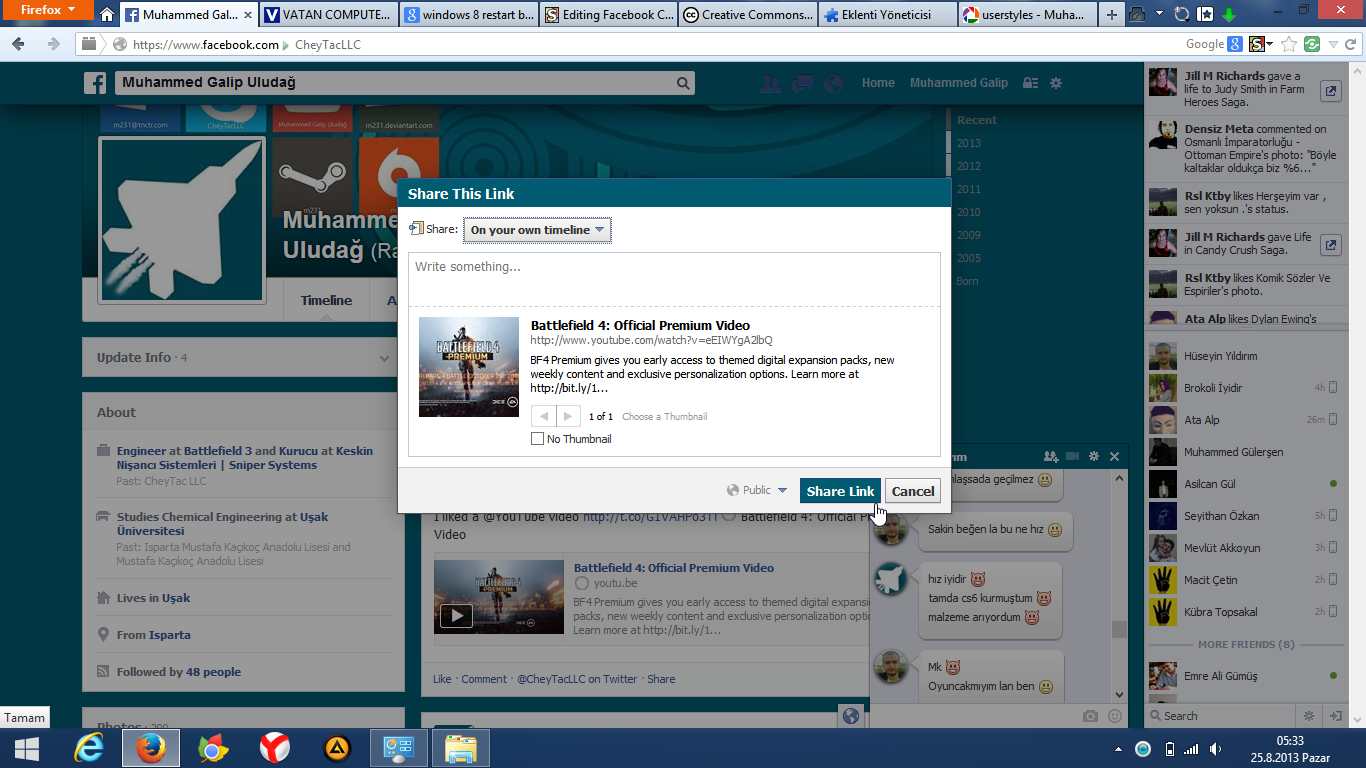 Firefox
Muhammed Gal...
VATAN COMPUTE...
windows 8 restart b...
Editing Facebook C...
Creative Commons...
Eklenti Yöneticisi
userstyles - Muha...
https://www.facebook.com
CheyTacLLC
Google
Muhammed Galip Uludağ
Home
Muhammed Galip
m231@tnctr.com
CheyTacLLC
Muhammed Galip Uludağ
m231.deviantart.com
m231
Muhammed
Uludağ (Ra
Timeline
A
Recent
2013
2012
2011
2010
2009
2005
Born
Share This Link
Share:
On your own timeline
Write something...
Battlefield 4: Official Premium Video
http://www.youtube.com/watch?v=eEIWYgA2lbQ
BF4 Premium gives you early access to themed digital expansion packs, new
weekly content and exclusive personalization options. Learn more at
http://bit.ly/1...
1 of 1
Choose a Thumbnail
No Thumbnail
Public
Share Link
Cancel
Update Info · 4
About
Engineer at Battlefield 3 and Kurucu at Keskin
Nişancı Sistemleri | Sniper Systems
Past: CheyTac LLC
Studies Chemical Engineering at Uşak
Üniversitesi
Past: Isparta Mustafa Kaçıkoç Anadolu Lisesi and
Mustafa Kaçıkoç Anadolu Lisesi
Lives in Uşak
From Isparta
Followed by 48 people
Photos · 299
I liked a @YouTube video http://t.co/G1VAHPo3TI
Battlefield 4: Official Pr
Video
Battlefield 4: Official Premium Video
youtu.be
BF4 Premium gives you early access to themed digital expansi
packs, new weekly content and exclusive personalization optio
Learn more at http://bit.ly/1...
Like · Comment · @CheyTacLLC on Twitter · Share
rım
nlaşsada geçilmez
Sakin beğen la bu ne hız
hız iyidir
tamda cs6 kurmuştum
malzeme arıyordum
Mk
Oyuncakmıyım lan ben
Jill M Richards gave a
life to Judy Smith in Farm
Heroes Saga.
Densiz Meta commented on
Osmanlı İmparatorluğu -
Ottoman Empire's photo: "Böyle
kaltaklar oldukça biz %6..."
Rsl Ktby likes Herşeyim var ,
sen yoksun .'s status.
Jill M Richards gave Life
in Candy Crush Saga.
Rsl Ktby likes Komik Sözler Ve
Espiriler's photo.
Ata Alp likes Dylan Ewing's
Hüseyin Yıldırım
Brokoli İyidir
4h
Ata Alp
26m
Muhammed Gülerşen
Asilcan Gül
Seyithan Özkan
5h
Mevlüt Akkoyun
3h
Macit Çetin
2h
Kübra Topsakal
2h
MORE FRIENDS (8)
Emre Ali Gümüş
Search
Tamam
05:33
25.8.2013 Pazar